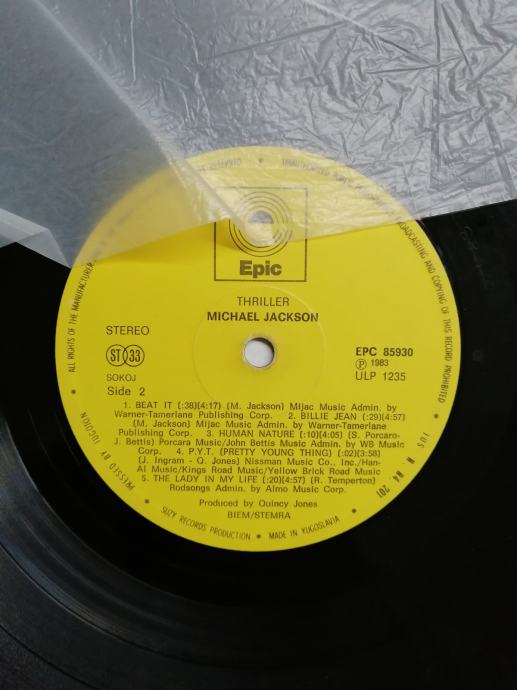 Epic
THRILLER
MICHAEL JACKSON
STEREO
ST 33
SOKOJ
Side 2
EPC 85930
Ⓟ 1983
ULP 1235
1. BEAT IT (:38)(4:17) (M. Jackson) Mijac Music Admin. by
Warner-Tamerlane Publishing Corp. 2. BILLIE JEAN (:29)(4:57)
(M. Jackson) Mijac Music Admin. by Warner-Tamerlane
Publishing Corp. 3. HUMAN NATURE (:10)(4:05) (S. Porcaro-
J. Bettis) Porcara Music/John Bettis Music Admin. by WB Music
Corp. 4. P.Y.T. (PRETTY YOUNG THING) (:02)(3:58)
(J. Ingram - Q. Jones) Nissman Music Co., Inc./Han-
Al Music/Kings Road Music/Yellow Brick Road Music
5. THE LADY IN MY LIFE (:20)(4:57) (R. Temperton)
Rodsongs Admin. by Almo Music Corp.
Produced by Quincy Jones
BIEM/STEMRA
ALL RIGHTS OF THE MANUFACTURER
BROADCASTING AND COPYING OF THIS RECORD PROHIBITED
JUS N. N4. 201
PRESSED BY JUGODON
SUZY RECORDS PRODUCTION • MADE IN YUGOSLAVIA